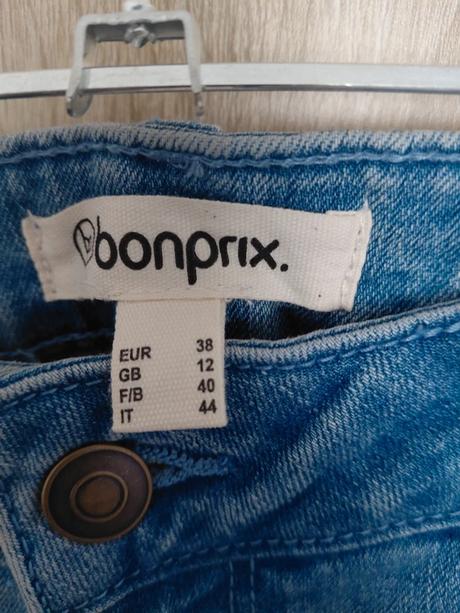 bonprix.
EUR 38
GB 12
F/B 40
IT 44